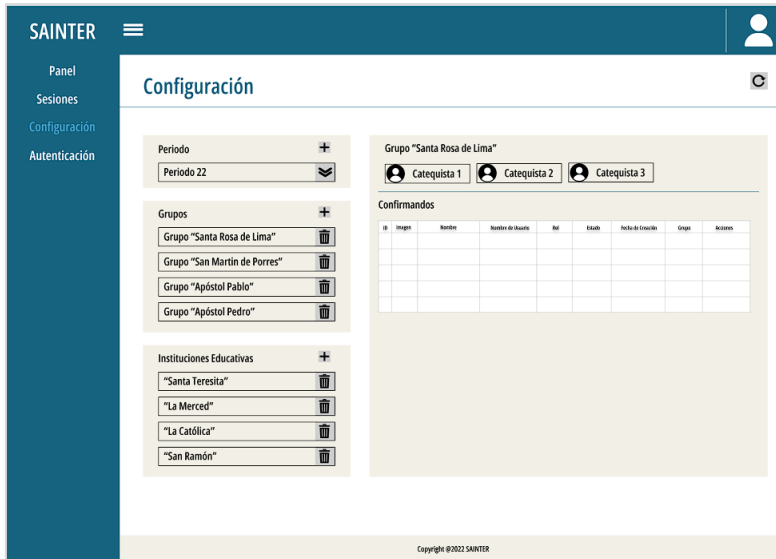 SAINTER
Panel
Sesiones
Configuración
Autenticación
Configuración
Periodo
Periodo 22
Grupos
Grupo "Santa Rosa de Lima"
Grupo "San Martin de Porres"
Grupo "Apóstol Pablo"
Grupo "Apóstol Pedro"
Instituciones Educativas
"Santa Teresita"
"La Merced"
"La Católica"
"San Ramón"
Grupo "Santa Rosa de Lima"
Catequista 1 Catequista 2 Catequista 3
Confirmandos
ID Imagen Nombre Nombre de Usuario Rol Estado Fecha de Creación Grupo Acciones
Copyright @2022 SAINTER